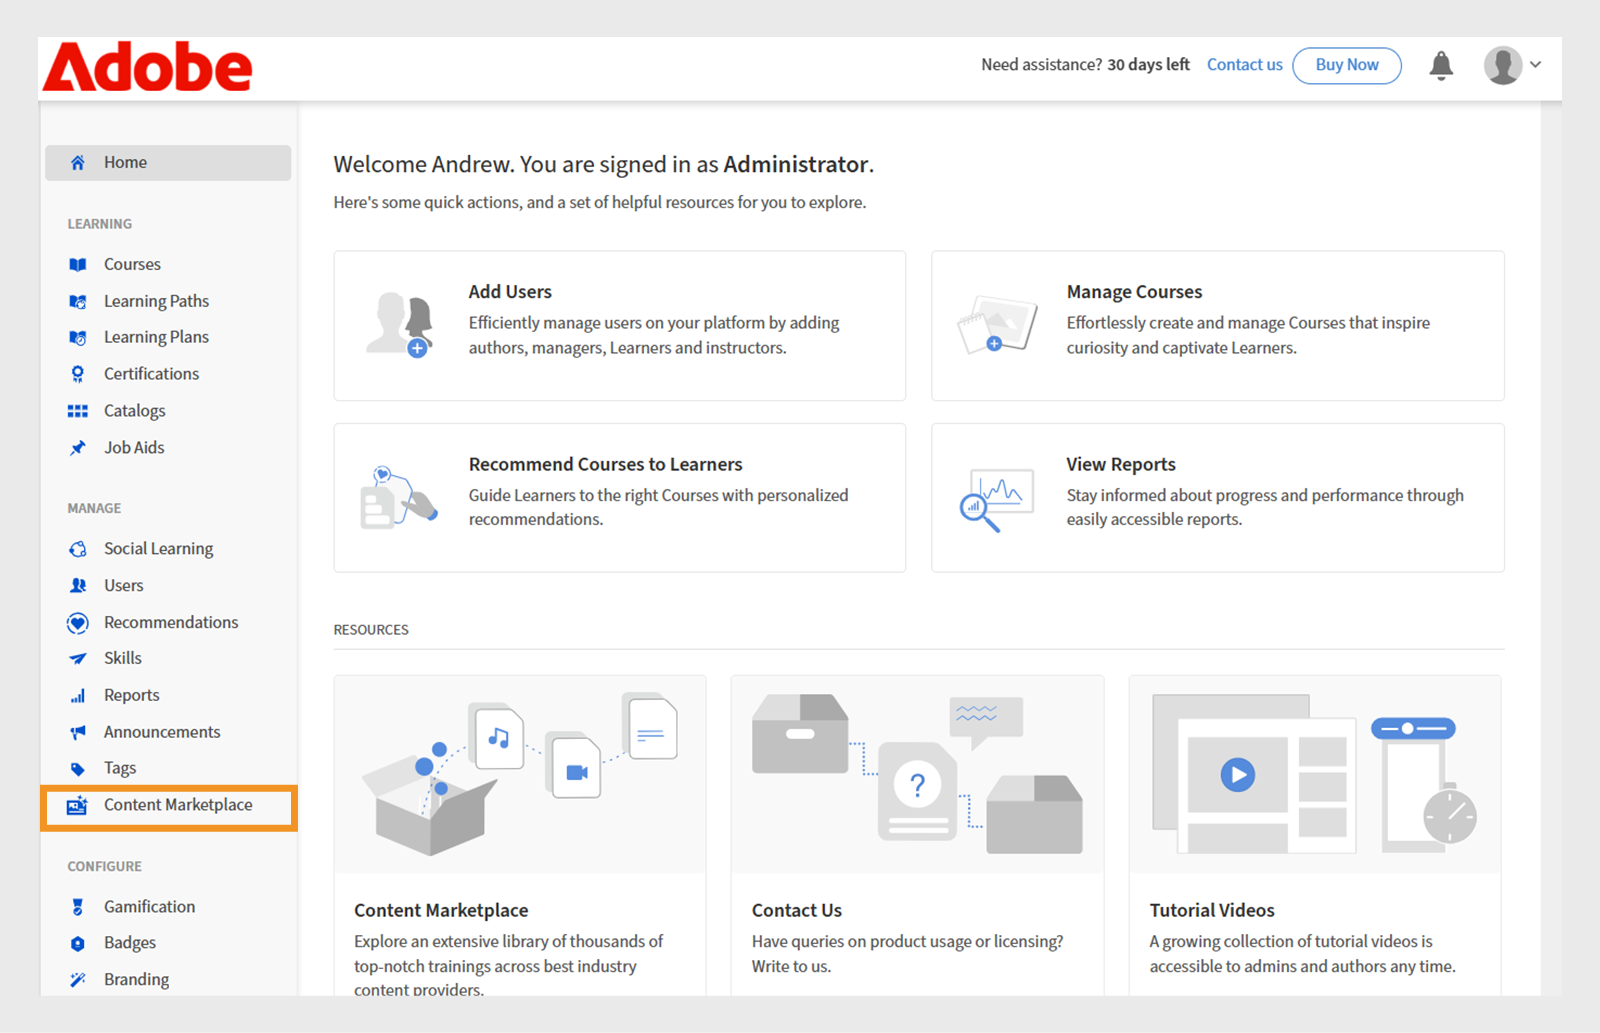 Adobe
Need assistance? 30 days left Contact us Buy Now
Home
LEARNING
Courses
Learning Paths
Learning Plans
Certifications
Catalogs
Job Aids
MANAGE
Social Learning
Users
Recommendations
Skills
Reports
Announcements
Tags
Content Marketplace
CONFIGURE
Gamification
Badges
Branding
Welcome Andrew. You are signed in as Administrator.
Here's some quick actions, and a set of helpful resources for you to explore.
Add Users
Efficiently manage users on your platform by adding
authors, managers, Learners and instructors.
Manage Courses
Effortlessly create and manage Courses that inspire
curiosity and captivate Learners.
Recommend Courses to Learners
Guide Learners to the right Courses with personalized
recommendations.
View Reports
Stay informed about progress and performance through
easily accessible reports.
RESOURCES
?
Content Marketplace
Explore an extensive library of thousands of
top-notch trainings across best industry
content providers.
Contact Us
Have queries on product usage or licensing?
Write to us.
Tutorial Videos
A growing collection of tutorial videos is
accessible to admins and authors any time.